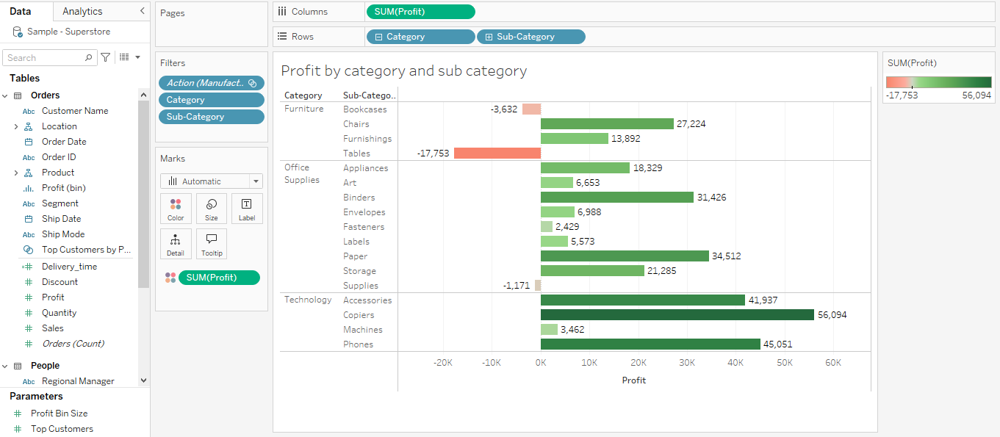 Data
Analytics
Sample - Superstore
Search
Tables
Orders
Abc Customer Name
Location
Order Date
Abc Order ID
Product
Profit (bin)
Abc Segment
Ship Date
Abc Ship Mode
Top Customers by P...
Delivery_time
Discount
Profit
Quantity
Sales
Orders (Count)
People
Abc Regional Manager
Parameters
Profit Bin Size
Top Customers
Pages
Filters
Action (Manufact..
Category
Sub-Category
Marks
Automatic
Color Size Label
Detail Tooltip
SUM(Profit)
Columns SUM(Profit)
Rows Category Sub-Category
Profit by category and sub category
Category Sub-Catego..
Furniture Bookcases -3,632
Chairs 27,224
Furnishings 13,892
Tables -17,753
Office Supplies Appliances 18,329
Art 6,653
Binders 31,426
Envelopes 6,988
Fasteners 2,429
Labels 5,573
Paper 34,512
Storage 21,285
Supplies -1,171
Technology Accessories 41,937
Copiers 56,094
Machines 3,462
Phones 45,051
-20K -10K 0K 10K 20K 30K 40K 50K 60K
Profit
SUM(Profit)
-17,753 56,094